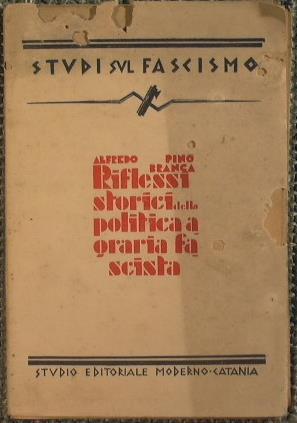 STVDI SVL FASCISMO
ALFREDO PINO
BRANCA
Riflessi
storici della
politica a
graria fa
scista
STVDIO EDITORIALE MODERNO-CATANIA